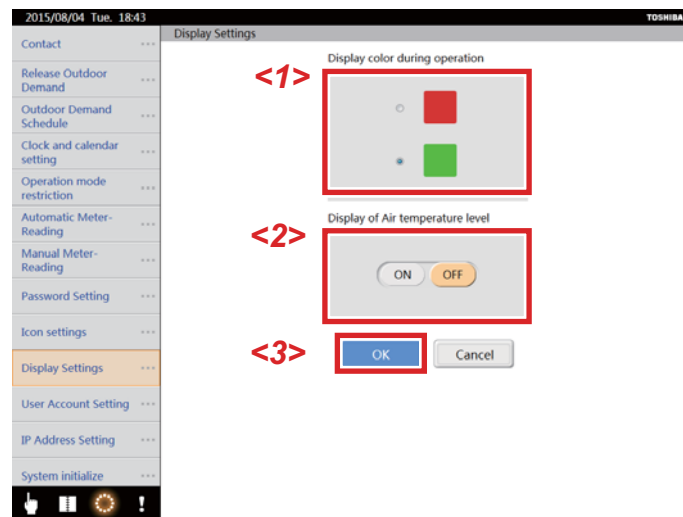 2015/08/04 Tue. 18:43
TOSHIBA
Contact
Release Outdoor
Demand
Outdoor Demand
Schedule
Clock and calendar
setting
Operation mode
restriction
Automatic Meter-
Reading
Manual Meter-
Reading
Password Setting
Icon settings
Display Settings
User Account Setting
IP Address Setting
System initialize
Display Settings
Display color during operation
<1>
Display of Air temperature level
<2>
ON OFF
<3>
OK Cancel